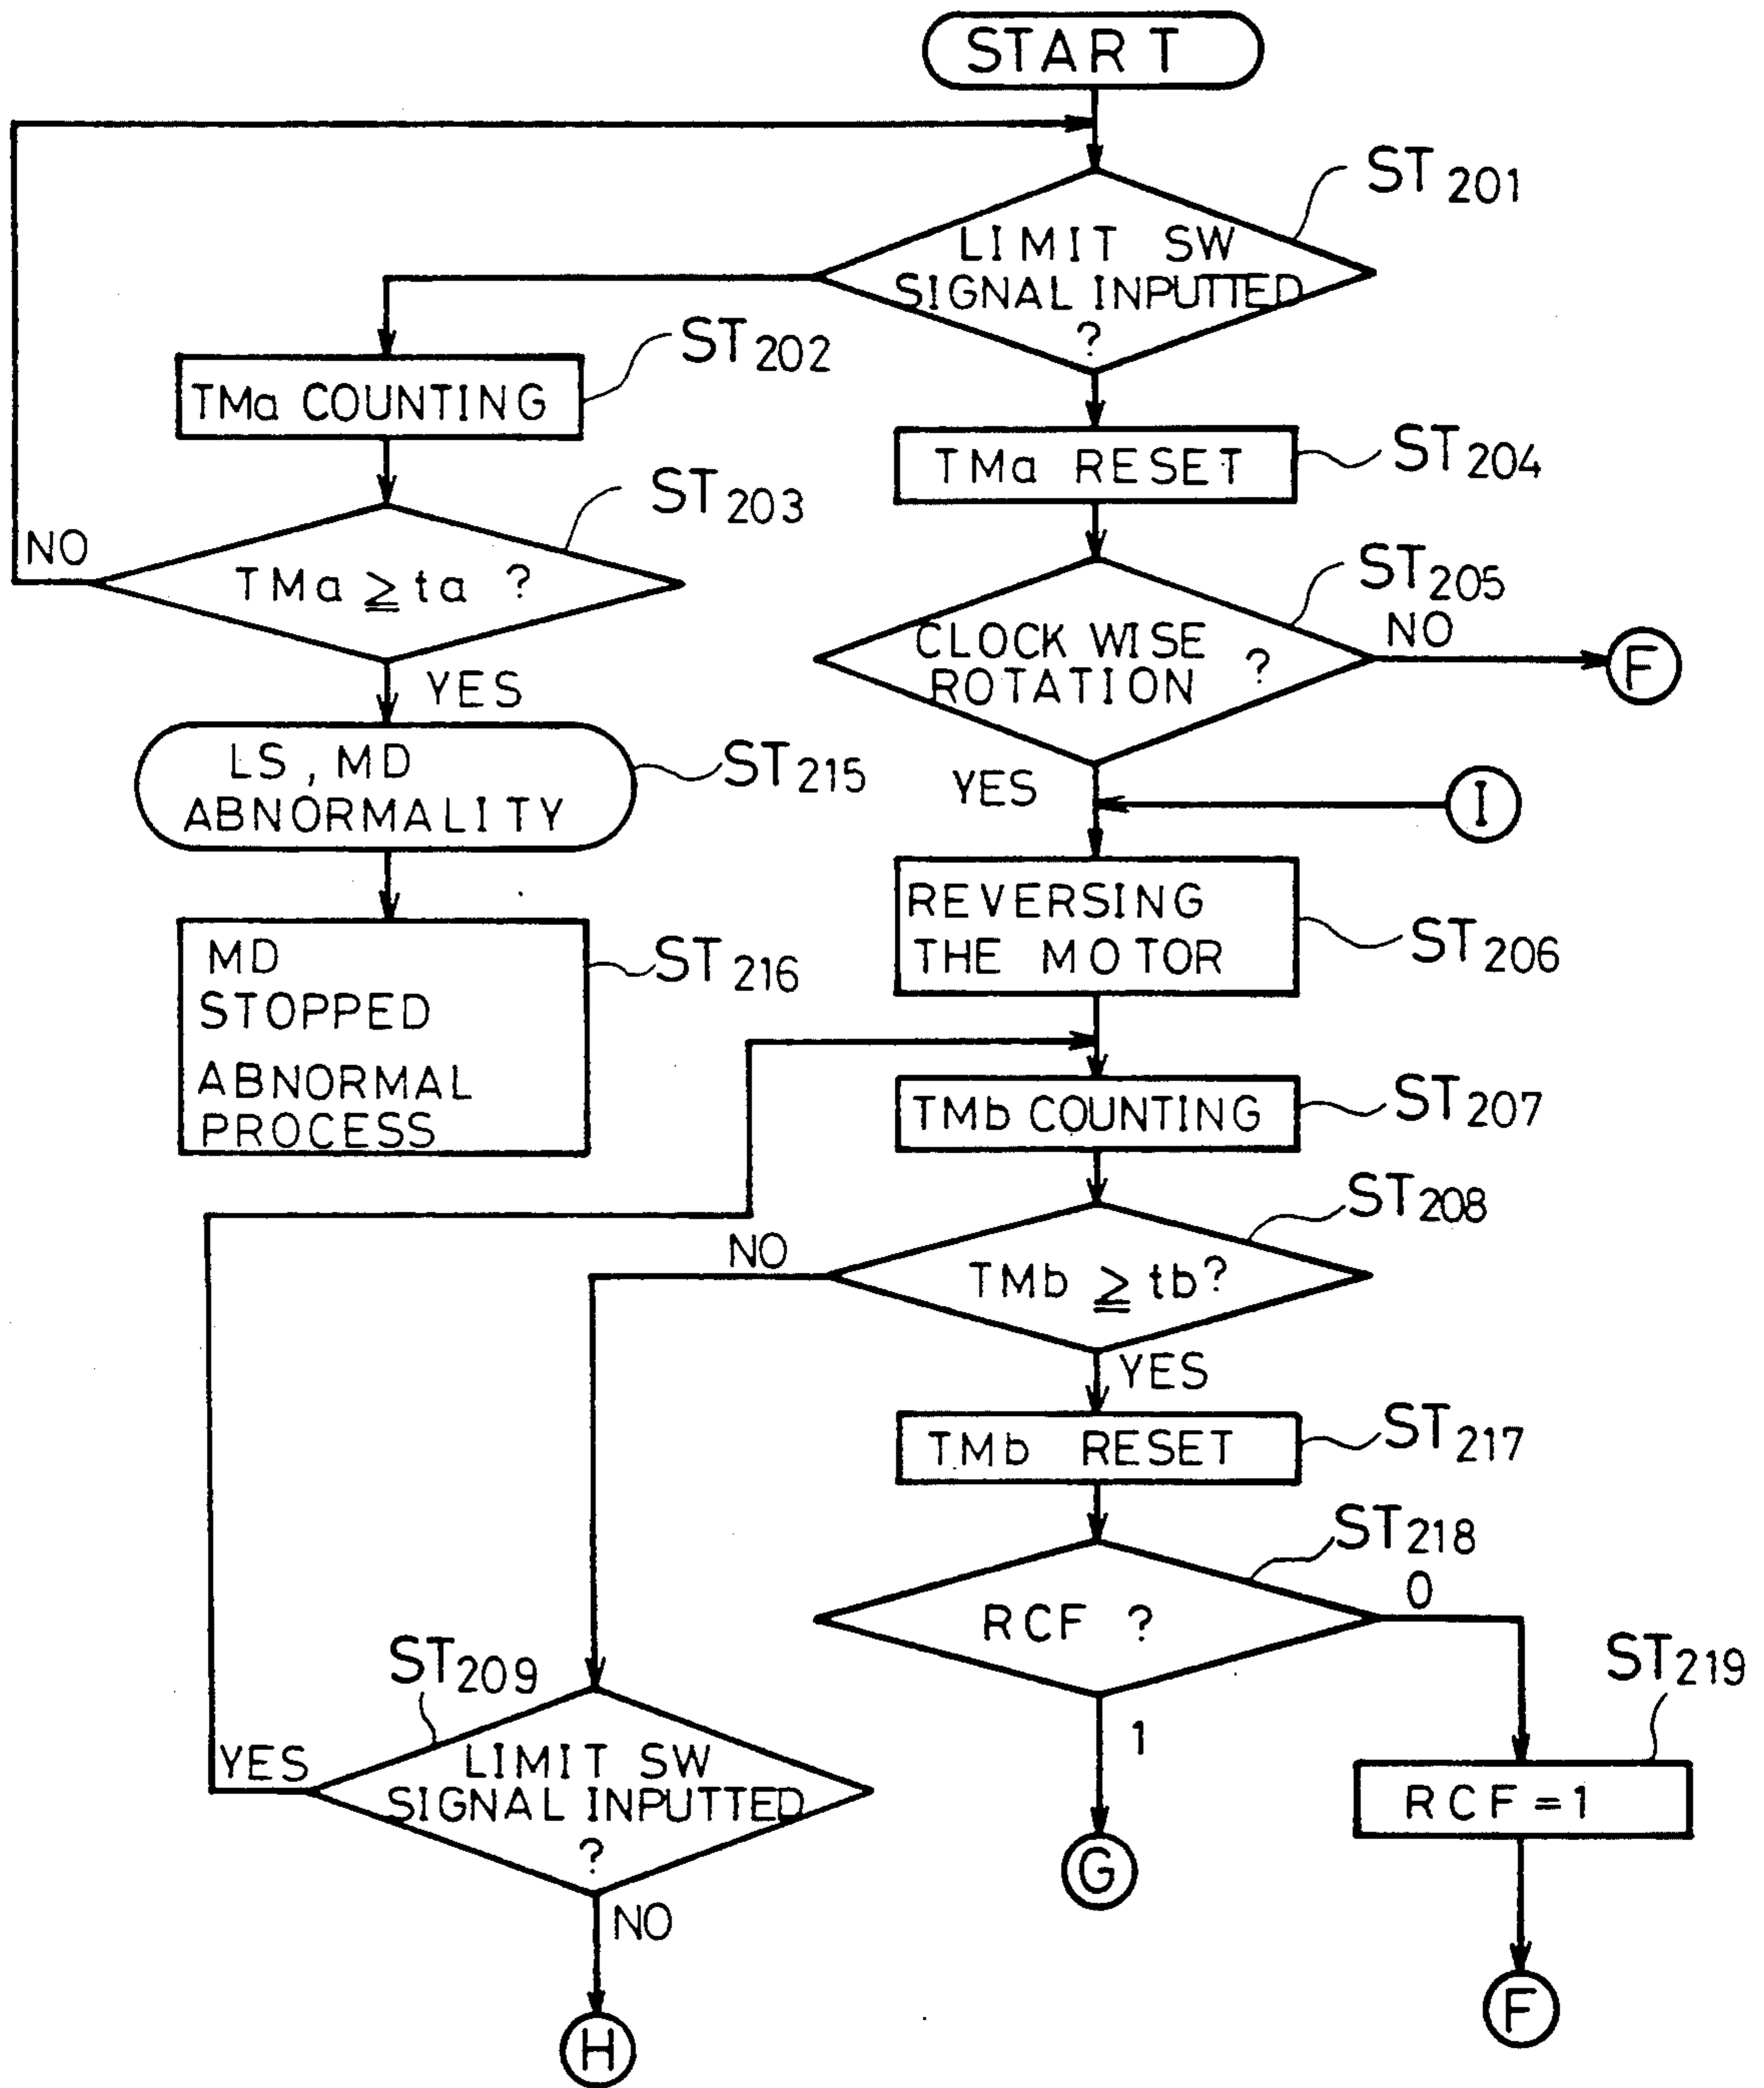 START
ST201
LIMIT SW
SIGNAL INPUTTED
?
ST202
TMa COUNTING
ST204
TMa RESET
ST203
NO
TMa ≧ ta ?
YES
ST205
CLOCK WISE
ROTATION ?
NO
F
YES
LS, MD
ABNORMALITY
ST215
I
REVERSING
THE MOTOR
ST206
MD
STOPPED
ABNORMAL
PROCESS
ST216
TMb COUNTING
ST207
ST208
NO
TMb ≧ tb?
YES
TMb RESET
ST217
ST218
RCF ?
0
1
ST219
RCF=1
ST209
YES
LIMIT SW
SIGNAL INPUTTED
?
NO
G
F
H